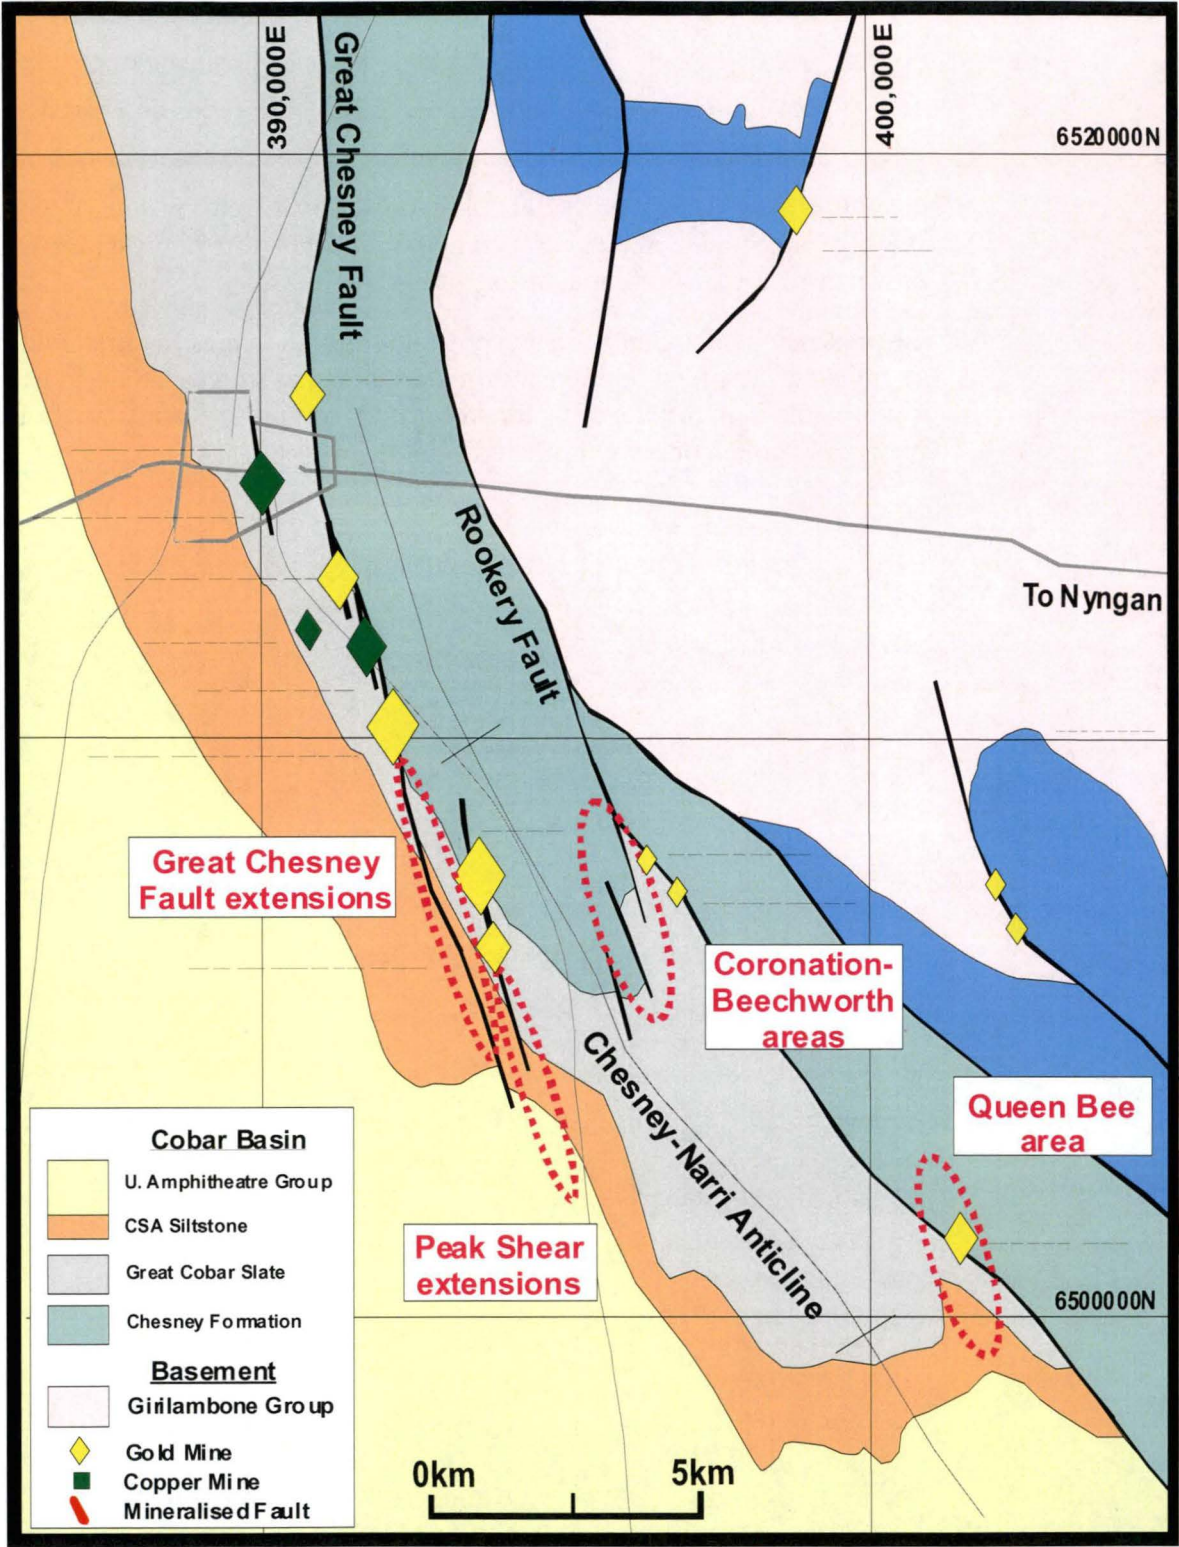 390,000E
Great Chesney Fault
400,000E
6520000N
Rookery Fault
To Nyngan
Great Chesney
Fault extensions
Coronation-
Beechworth
areas
Chesney-Narri Anticline
Queen Bee
area
Peak Shear
extensions
6500000N
Cobar Basin
U. Amphitheatre Group
CSA Siltstone
Great Cobar Slate
Chesney Formation
Basement
Girilambone Group
Gold Mine
Copper Mine
Mineralised Fault
0km
5km